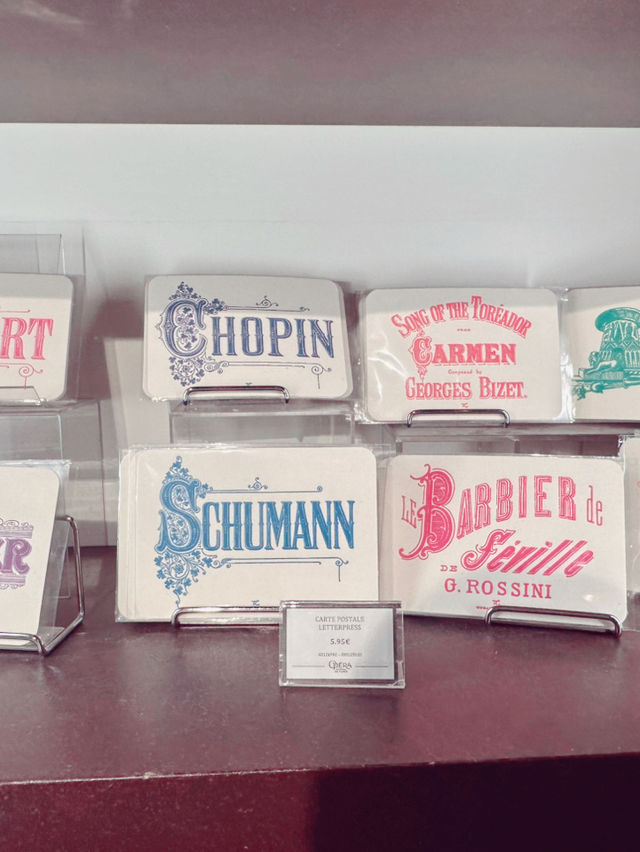 RT
CHOPIN
SONG OF THE TORÉADOR
FROM
CARMEN
Composed by
GEORGES BIZET.
ER
SCHUMANN
LE BARBIER de
DE Séville
G. ROSSINI
CARTE POSTALE
LETTERPRESS
5.95€
OPÉRA